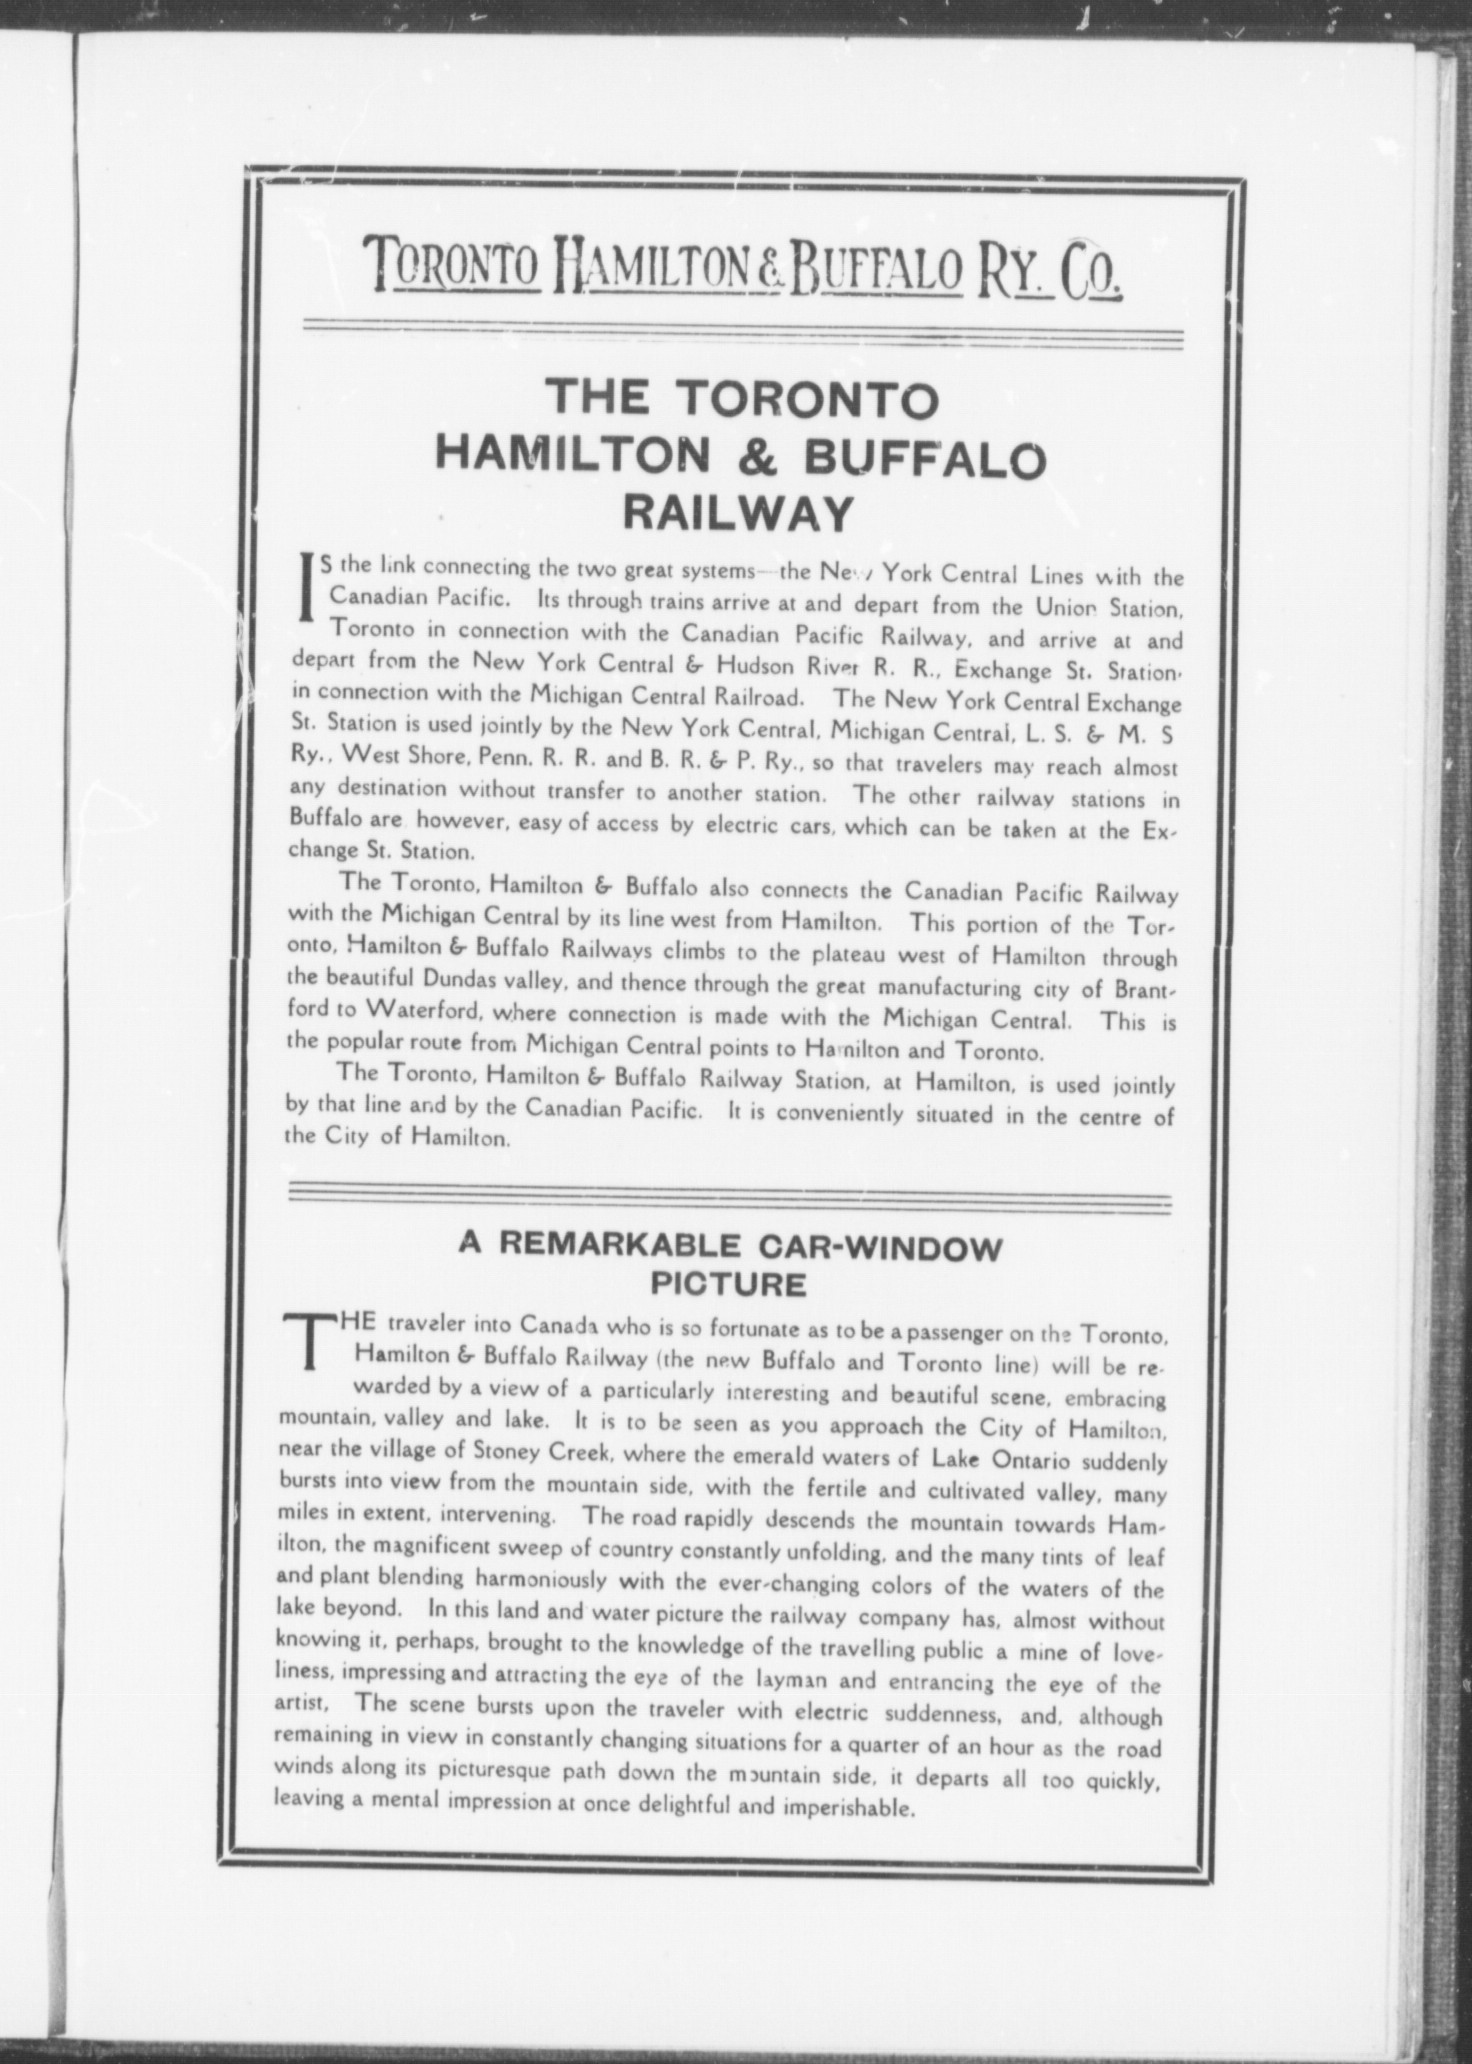 TORONTO HAMILTON & BUFFALO RY. CO.
THE TORONTO
HAMILTON & BUFFALO
RAILWAY
IS the link connecting the two great systems—the New York Central Lines with the
Canadian Pacific. Its through trains arrive at and depart from the Union Station,
Toronto in connection with the Canadian Pacific Railway, and arrive at and
depart from the New York Central & Hudson River R. R., Exchange St. Station,
in connection with the Michigan Central Railroad. The New York Central Exchange
St. Station is used jointly by the New York Central, Michigan Central, L. S. & M. S
Ry., West Shore, Penn. R. R. and B. R. & P. Ry., so that travelers may reach almost
any destination without transfer to another station. The other railway stations in
Buffalo are however, easy of access by electric cars, which can be taken at the Ex-
change St. Station.
The Toronto, Hamilton & Buffalo also connects the Canadian Pacific Railway
with the Michigan Central by its line west from Hamilton. This portion of the Tor-
onto, Hamilton & Buffalo Railways climbs to the plateau west of Hamilton through
the beautiful Dundas valley, and thence through the great manufacturing city of Brant-
ford to Waterford, where connection is made with the Michigan Central. This is
the popular route from Michigan Central points to Hamilton and Toronto.
The Toronto, Hamilton & Buffalo Railway Station, at Hamilton, is used jointly
by that line and by the Canadian Pacific. It is conveniently situated in the centre of
the City of Hamilton.
A REMARKABLE CAR-WINDOW
PICTURE
THE traveler into Canada who is so fortunate as to be a passenger on the Toronto,
Hamilton & Buffalo Railway (the new Buffalo and Toronto line) will be re-
warded by a view of a particularly interesting and beautiful scene, embracing
mountain, valley and lake. It is to be seen as you approach the City of Hamilton,
near the village of Stoney Creek, where the emerald waters of Lake Ontario suddenly
bursts into view from the mountain side, with the fertile and cultivated valley, many
miles in extent, intervening. The road rapidly descends the mountain towards Ham-
ilton, the magnificent sweep of country constantly unfolding, and the many tints of leaf
and plant blending harmoniously with the ever-changing colors of the waters of the
lake beyond. In this land and water picture the railway company has, almost without
knowing it, perhaps, brought to the knowledge of the travelling public a mine of love-
liness, impressing and attracting the eye of the layman and entrancing the eye of the
artist, The scene bursts upon the traveler with electric suddenness, and, although
remaining in view in constantly changing situations for a quarter of an hour as the road
winds along its picturesque path down the mountain side, it departs all too quickly,
leaving a mental impression at once delightful and imperishable.